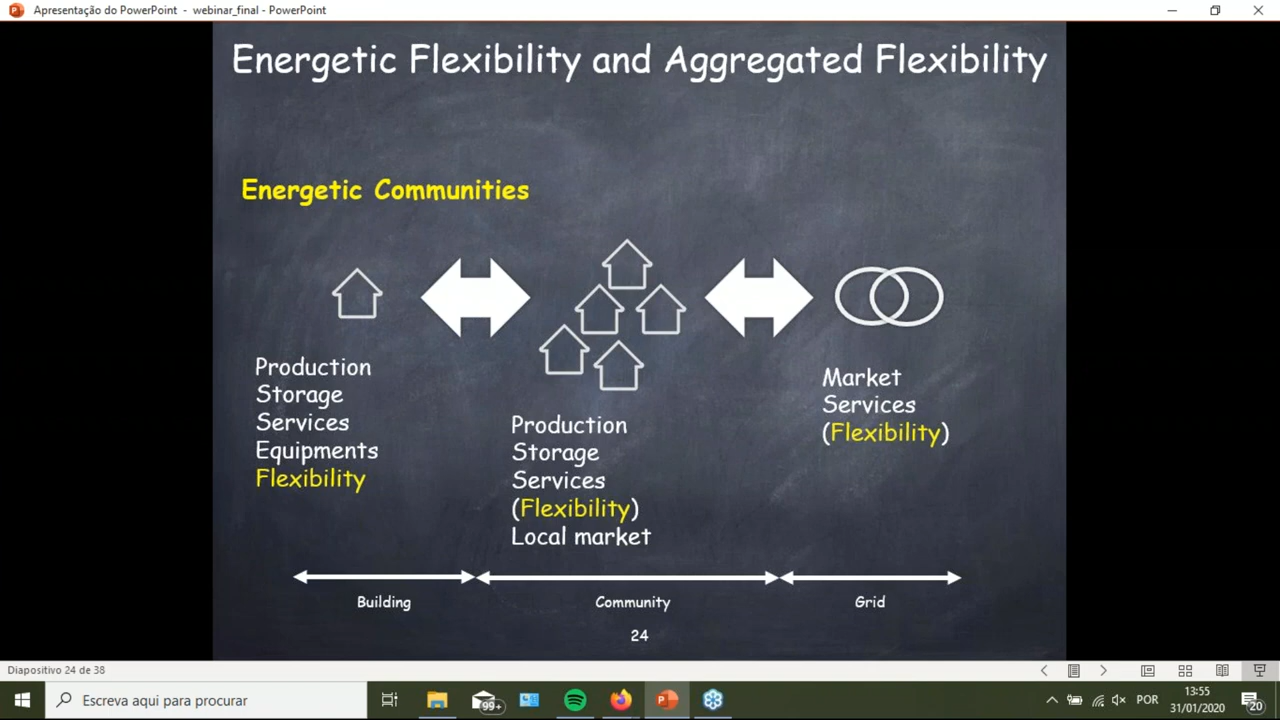 Apresentação do PowerPoint - webinar_final - PowerPoint
Energetic Flexibility and Aggregated Flexibility
Energetic Communities
Production
Storage
Services
Equipments
Flexibility
Production
Storage
Services
(Flexibility)
Local market
Market
Services
(Flexibility)
Building
Community
Grid
24
Diapositivo 24 de 38
Escreva aqui para procurar
99+
POR
13:55
31/01/2020
20